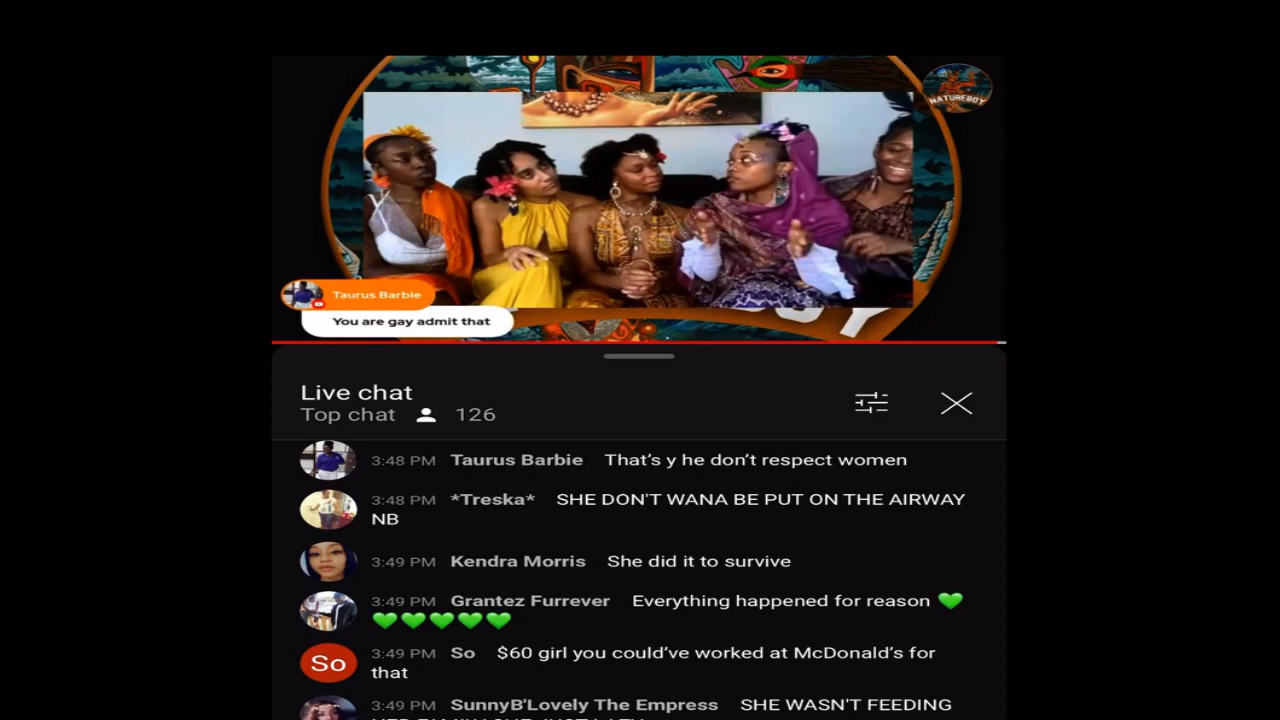 NATUREBOY
Taurus Barbie
You are gay admit that
Live chat
Top chat 126
3:48 PM Taurus Barbie That’s y he don’t respect women
3:48 PM *Treska* SHE DON'T WANA BE PUT ON THE AIRWAY
NB
3:49 PM Kendra Morris She did it to survive
3:49 PM Grantez Furrever Everything happened for reason 💚
💚💚💚💚💚
So
3:49 PM So $60 girl you could’ve worked at McDonald’s for
that
3:49 PM SunnyB'Lovely The Empress SHE WASN'T FEEDING